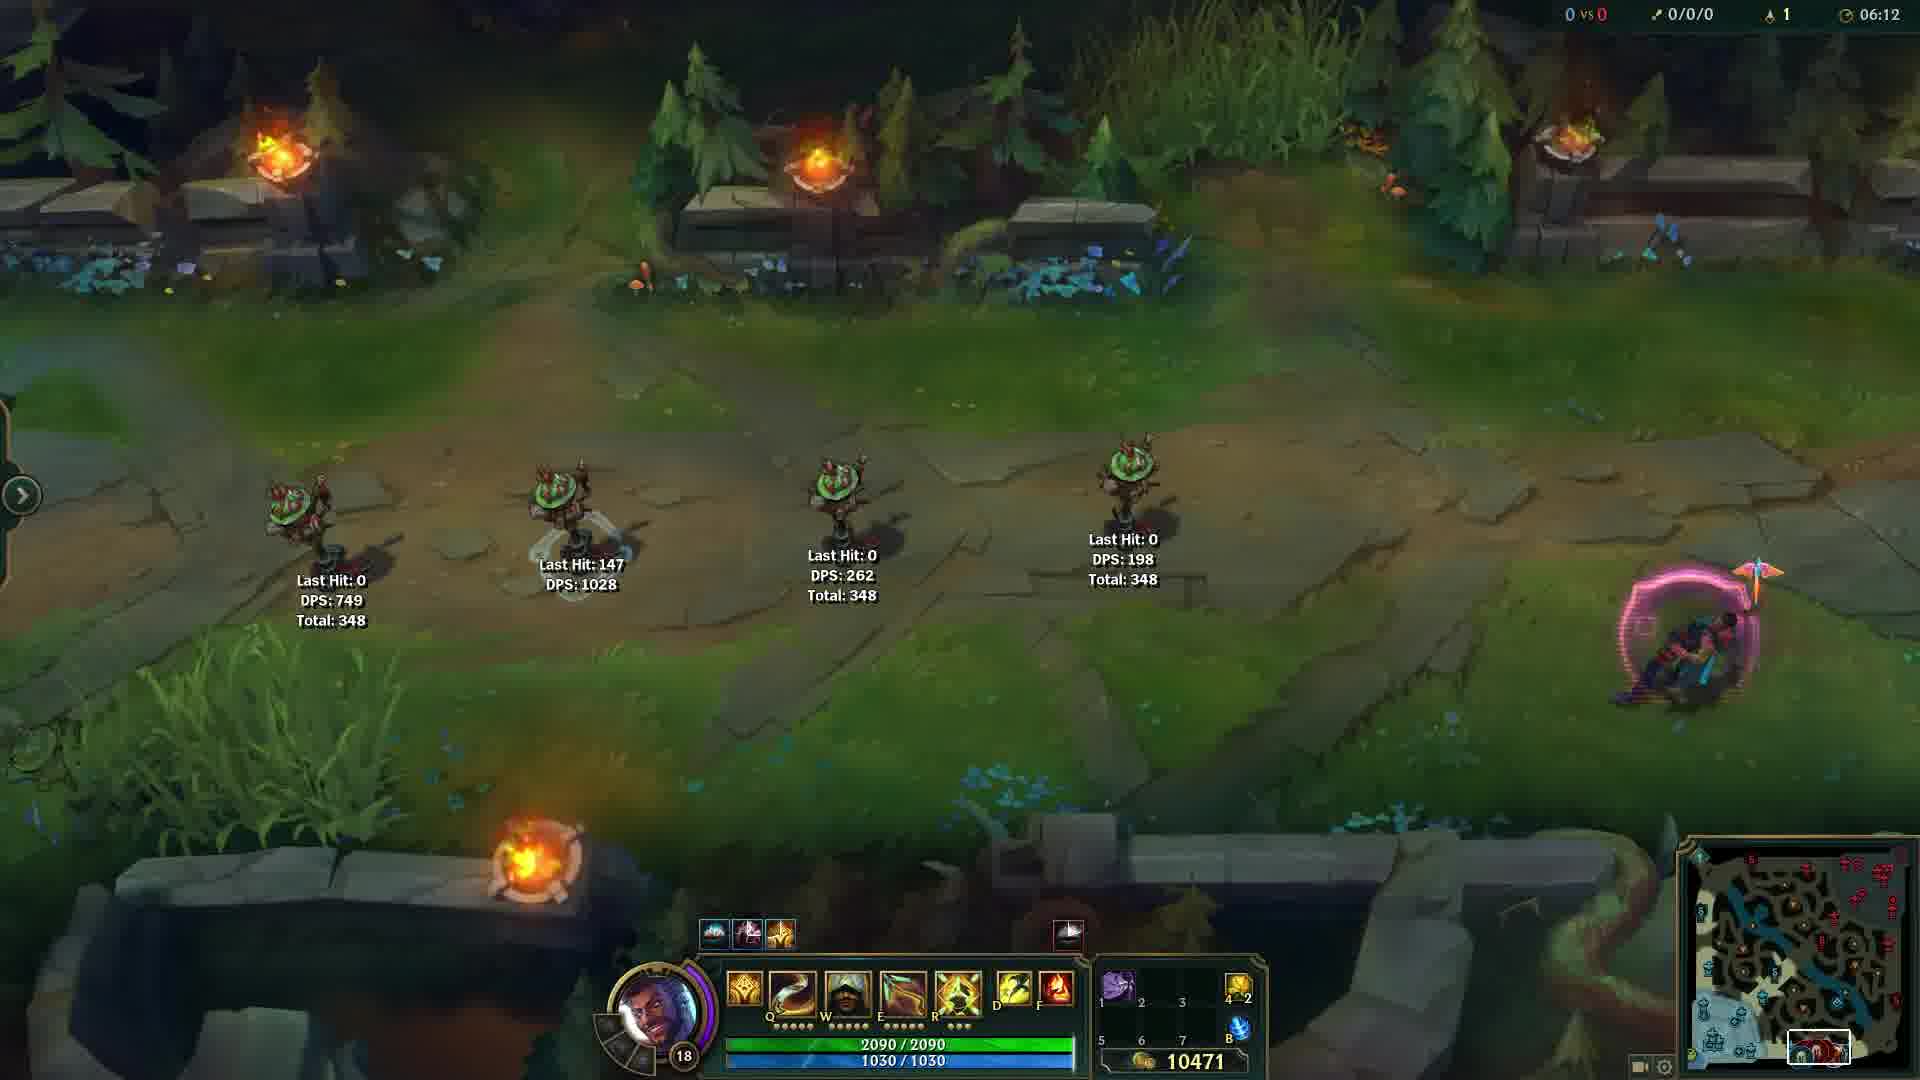 0 vs 0 0/0/0 1 06:12
Last Hit: 0
DPS: 749
Total: 348
Last Hit: 147
DPS: 1028
Last Hit: 0
DPS: 262
Total: 348
Last Hit: 0
DPS: 198
Total: 348
Q W E R D F
18
2090 / 2090
1030 / 1030
1 2 3 4 2
5 6 7 B
10471